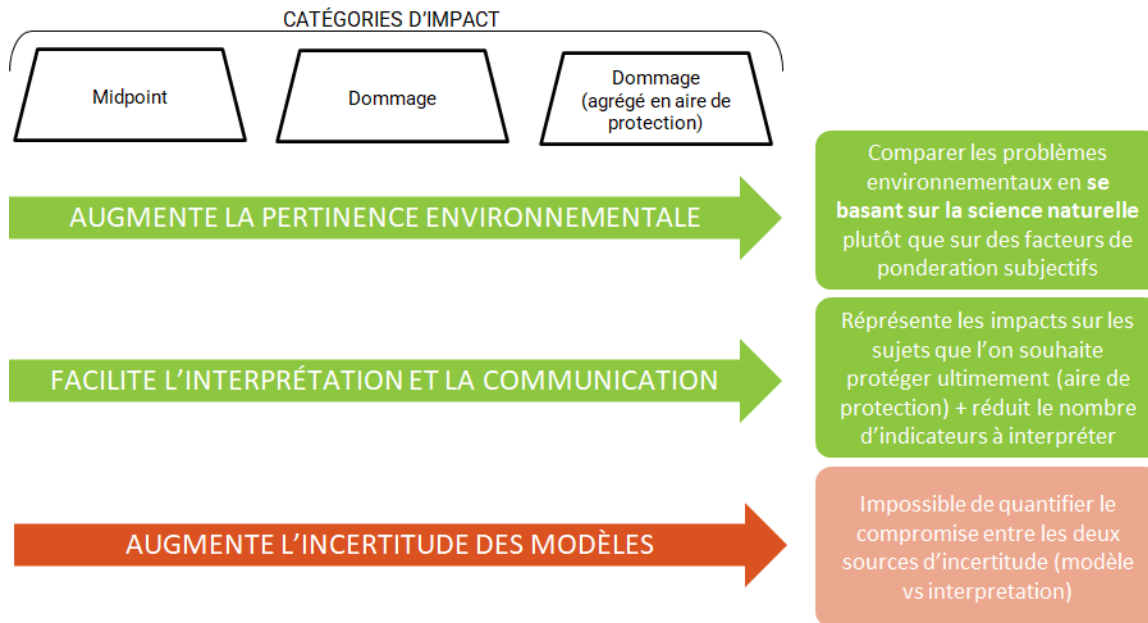 CATÉGORIES D'IMPACT
Midpoint
Dommage
Dommage
(agrégé en aire de
protection)
AUGMENTE LA PERTINENCE ENVIRONNEMENTALE
Comparer les problèmes
environnementaux en se
basant sur la science naturelle
plutôt que sur des facteurs de
ponderation subjectifs
FACILITE L'INTERPRÉTATION ET LA COMMUNICATION
Réprésente les impacts sur les
sujets que l'on souhaite
protéger ultimement (aire de
protection) + réduit le nombre
d'indicateurs à interpréter
AUGMENTE L'INCERTITUDE DES MODÈLES
Impossible de quantifier le
compromise entre les deux
sources d'incertitude (modèle
vs interpretation)